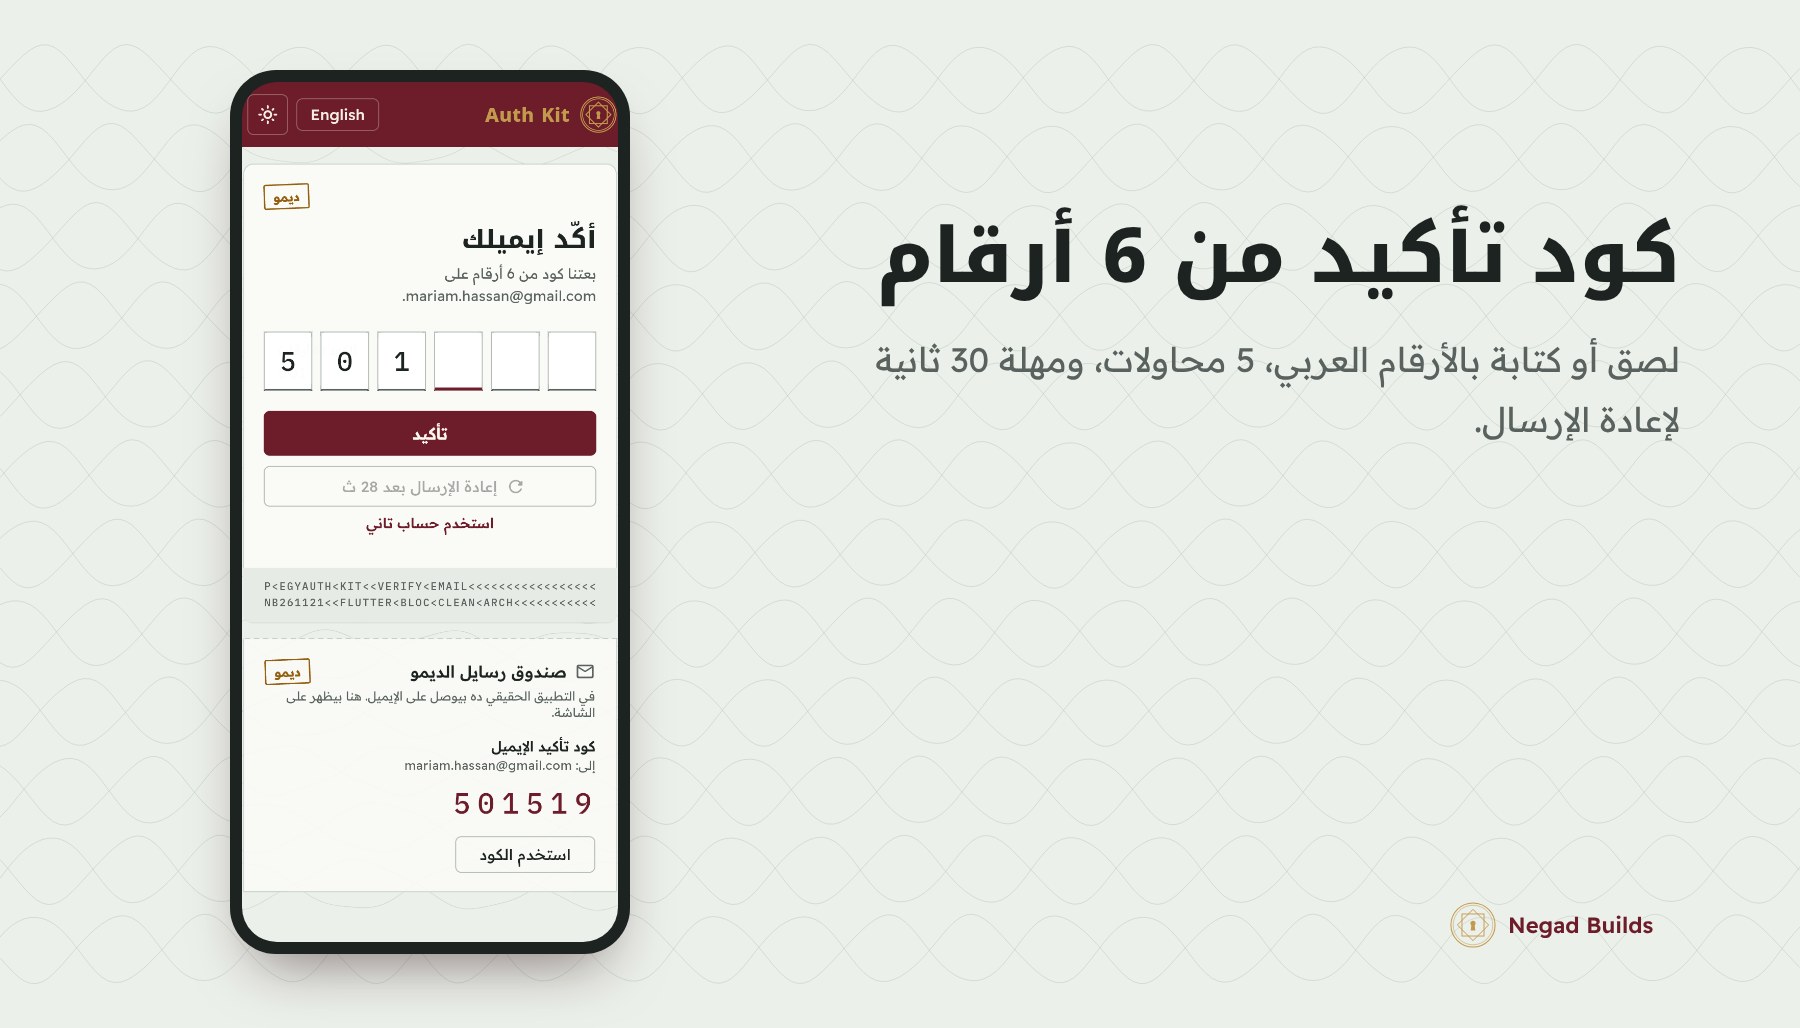 Auth Kit
English
ديمو
أكّد إيميلك
بعتنا كود من 6 أرقام على
mariam.hassan@gmail.com.
5 0 1
تأكيد
إعادة الإرسال بعد 28 ث
استخدم حساب تاني
P<EGYAUTH<KIT<<VERIFY<EMAIL<<<<<<<<<<<<<<<<<
NB261121<<FLUTTER<BLOC<CLEAN<ARCH<<<<<<<<<<<
صندوق رسايل الديمو
ديمو
في التطبيق الحقيقي ده بيوصل على الإيميل. هنا بيظهر على
الشاشة.
كود تأكيد الإيميل
إلى: mariam.hassan@gmail.com
501519
استخدم الكود
كود تأكيد من 6 أرقام
لصق أو كتابة بالأرقام العربي، 5 محاولات، ومهلة 30 ثانية
لإعادة الإرسال.
Negad Builds